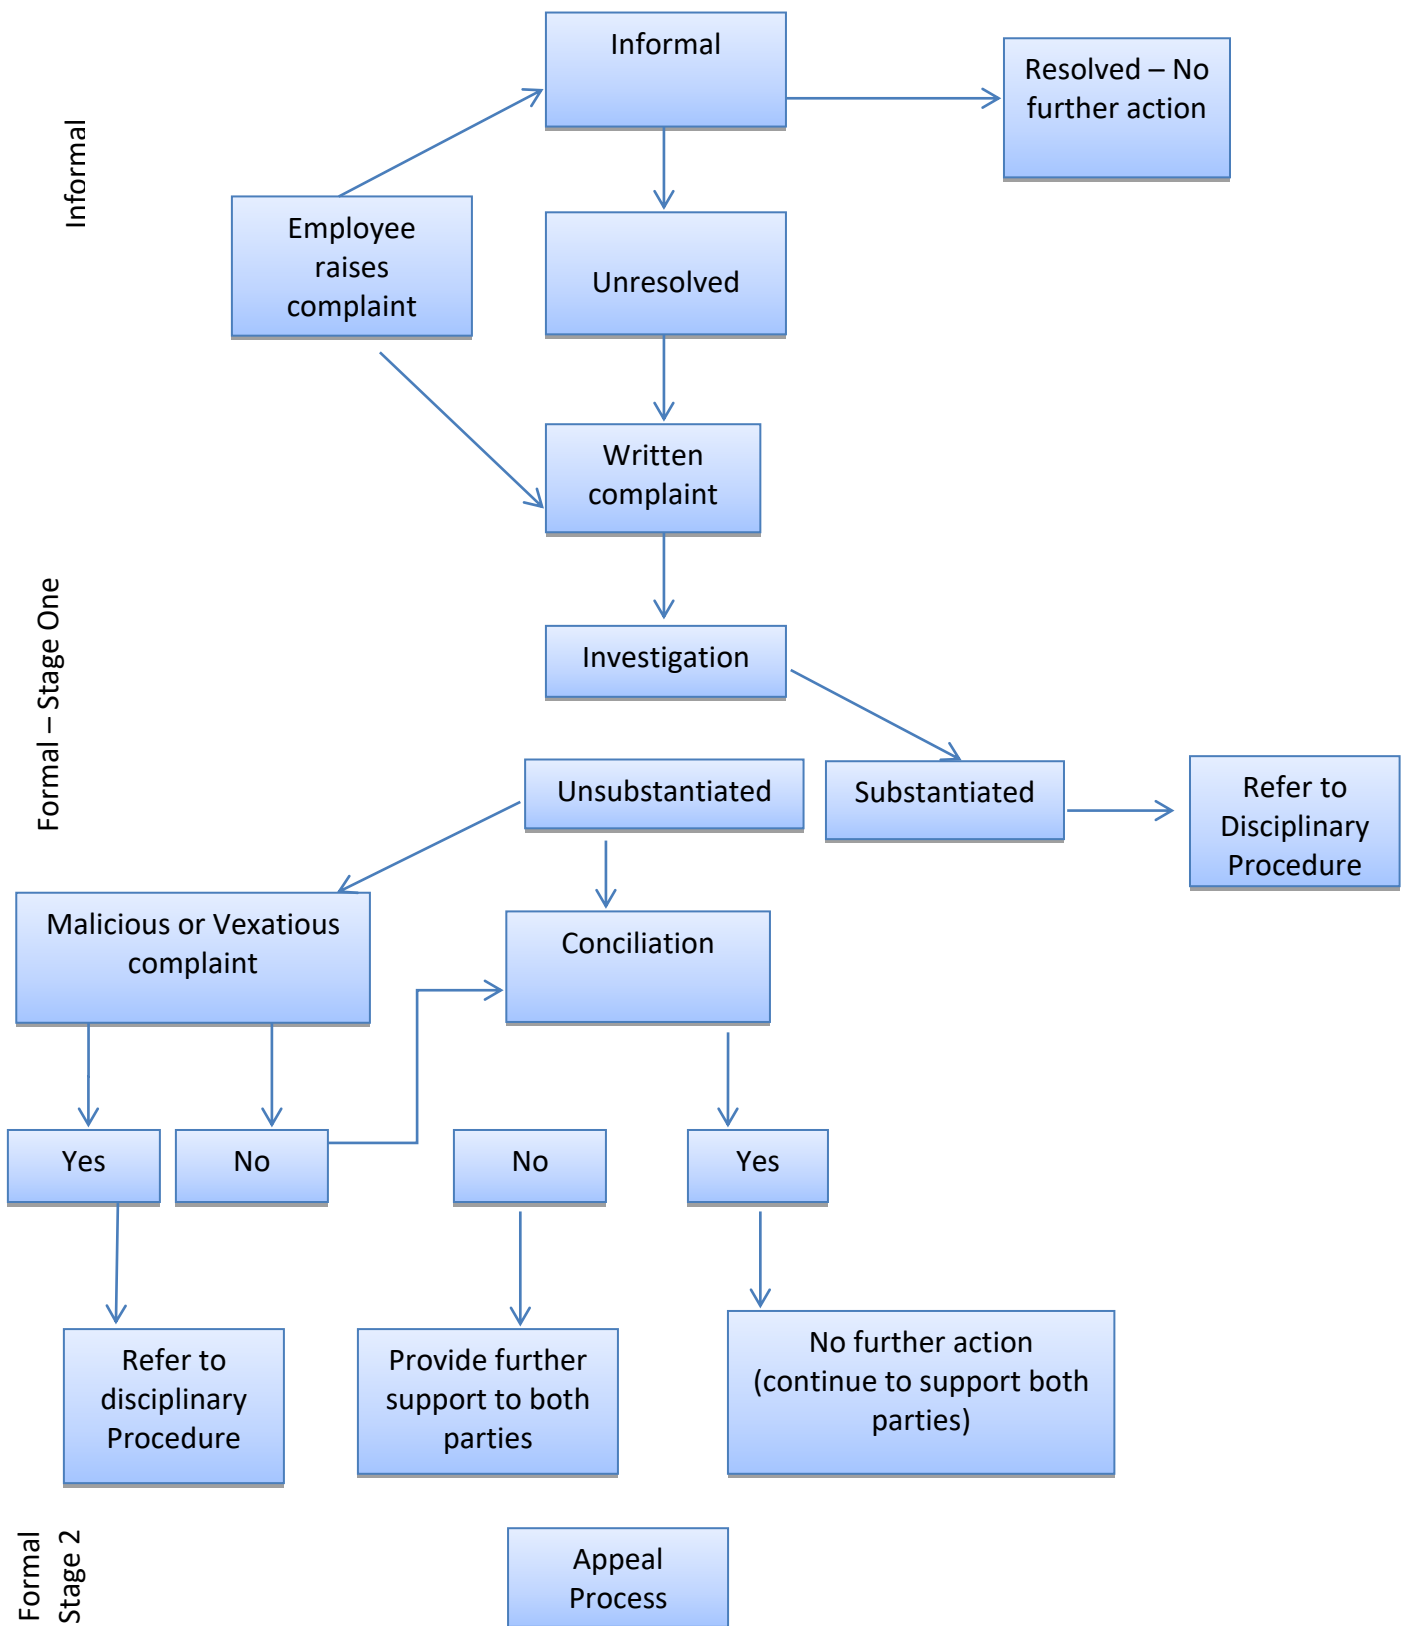 Informal
Informal
Resolved – No
further action
Employee
raises
complaint
Unresolved
Written
complaint
Formal – Stage One
Investigation
Unsubstantiated
Substantiated
Refer to
Disciplinary
Procedure
Malicious or Vexatious
complaint
Conciliation
Yes
No
No
Yes
Refer to
disciplinary
Procedure
Provide further
support to both
parties
No further action
(continue to support both
parties)
Formal
Stage 2
Appeal
Process